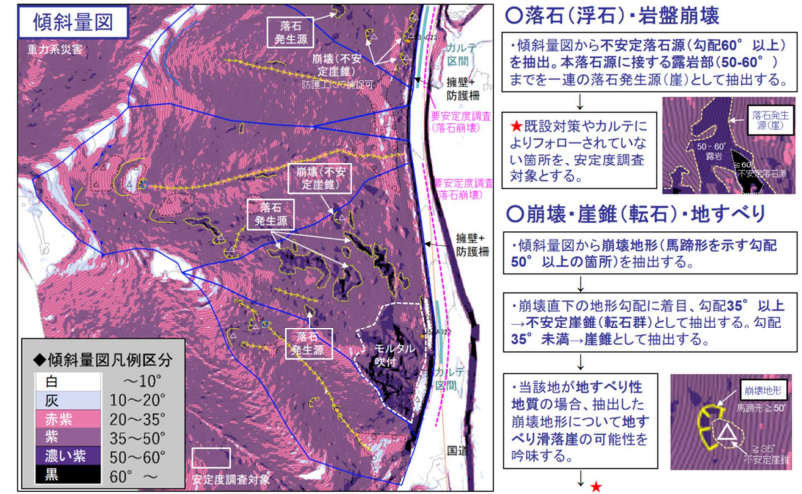 傾斜量図
重力系災害
落石
発生源
崩壊(不安
定崖錐)
カルテ
区間
擁壁+
防護柵
要安定度調査
(落石崩壊)
崩壊(不安
定崖錐)
要安定度調査
(落石崩壊)
落石
発生源
擁壁+
防護柵
落石
発生源
モルタル
吹付
カルテ
区間
国道
◆傾斜量図凡例区分
白 ~10°
灰 10~20°
赤紫 20~35°
紫 35~50°
濃い紫 50~60°
黒 60° ~
安定度調査対象
〇落石(浮石)・岩盤崩壊
・傾斜量図から不安定落石源(勾配60°以上)
を抽出。本落石源に接する露岩部(50-60°)
までを一連の落石発生源(崖)として抽出する。
★既設対策やカルテに
よりフォローされていな
い箇所を、安定度調査
対象とする。
落石発生
源(崖)
50-60°
露岩
≦60°
不安定落石源
〇崩壊・崖錐(転石)・地すべり
・傾斜量図から崩壊地形(馬蹄形を示す勾配
50°以上の箇所)を抽出する。
・崩壊直下の地形勾配に着目、勾配35°以上
→不安定崖錐(転石群)として抽出する。勾配
35°未満→崖錐として抽出する。
・当該地が地すべり性
地質の場合、抽出した
崩壊地形について地す
べり滑落崖の可能性を
吟味する。
崩壊地形
馬蹄形≧50°
≧35°
不安定崖錐
★